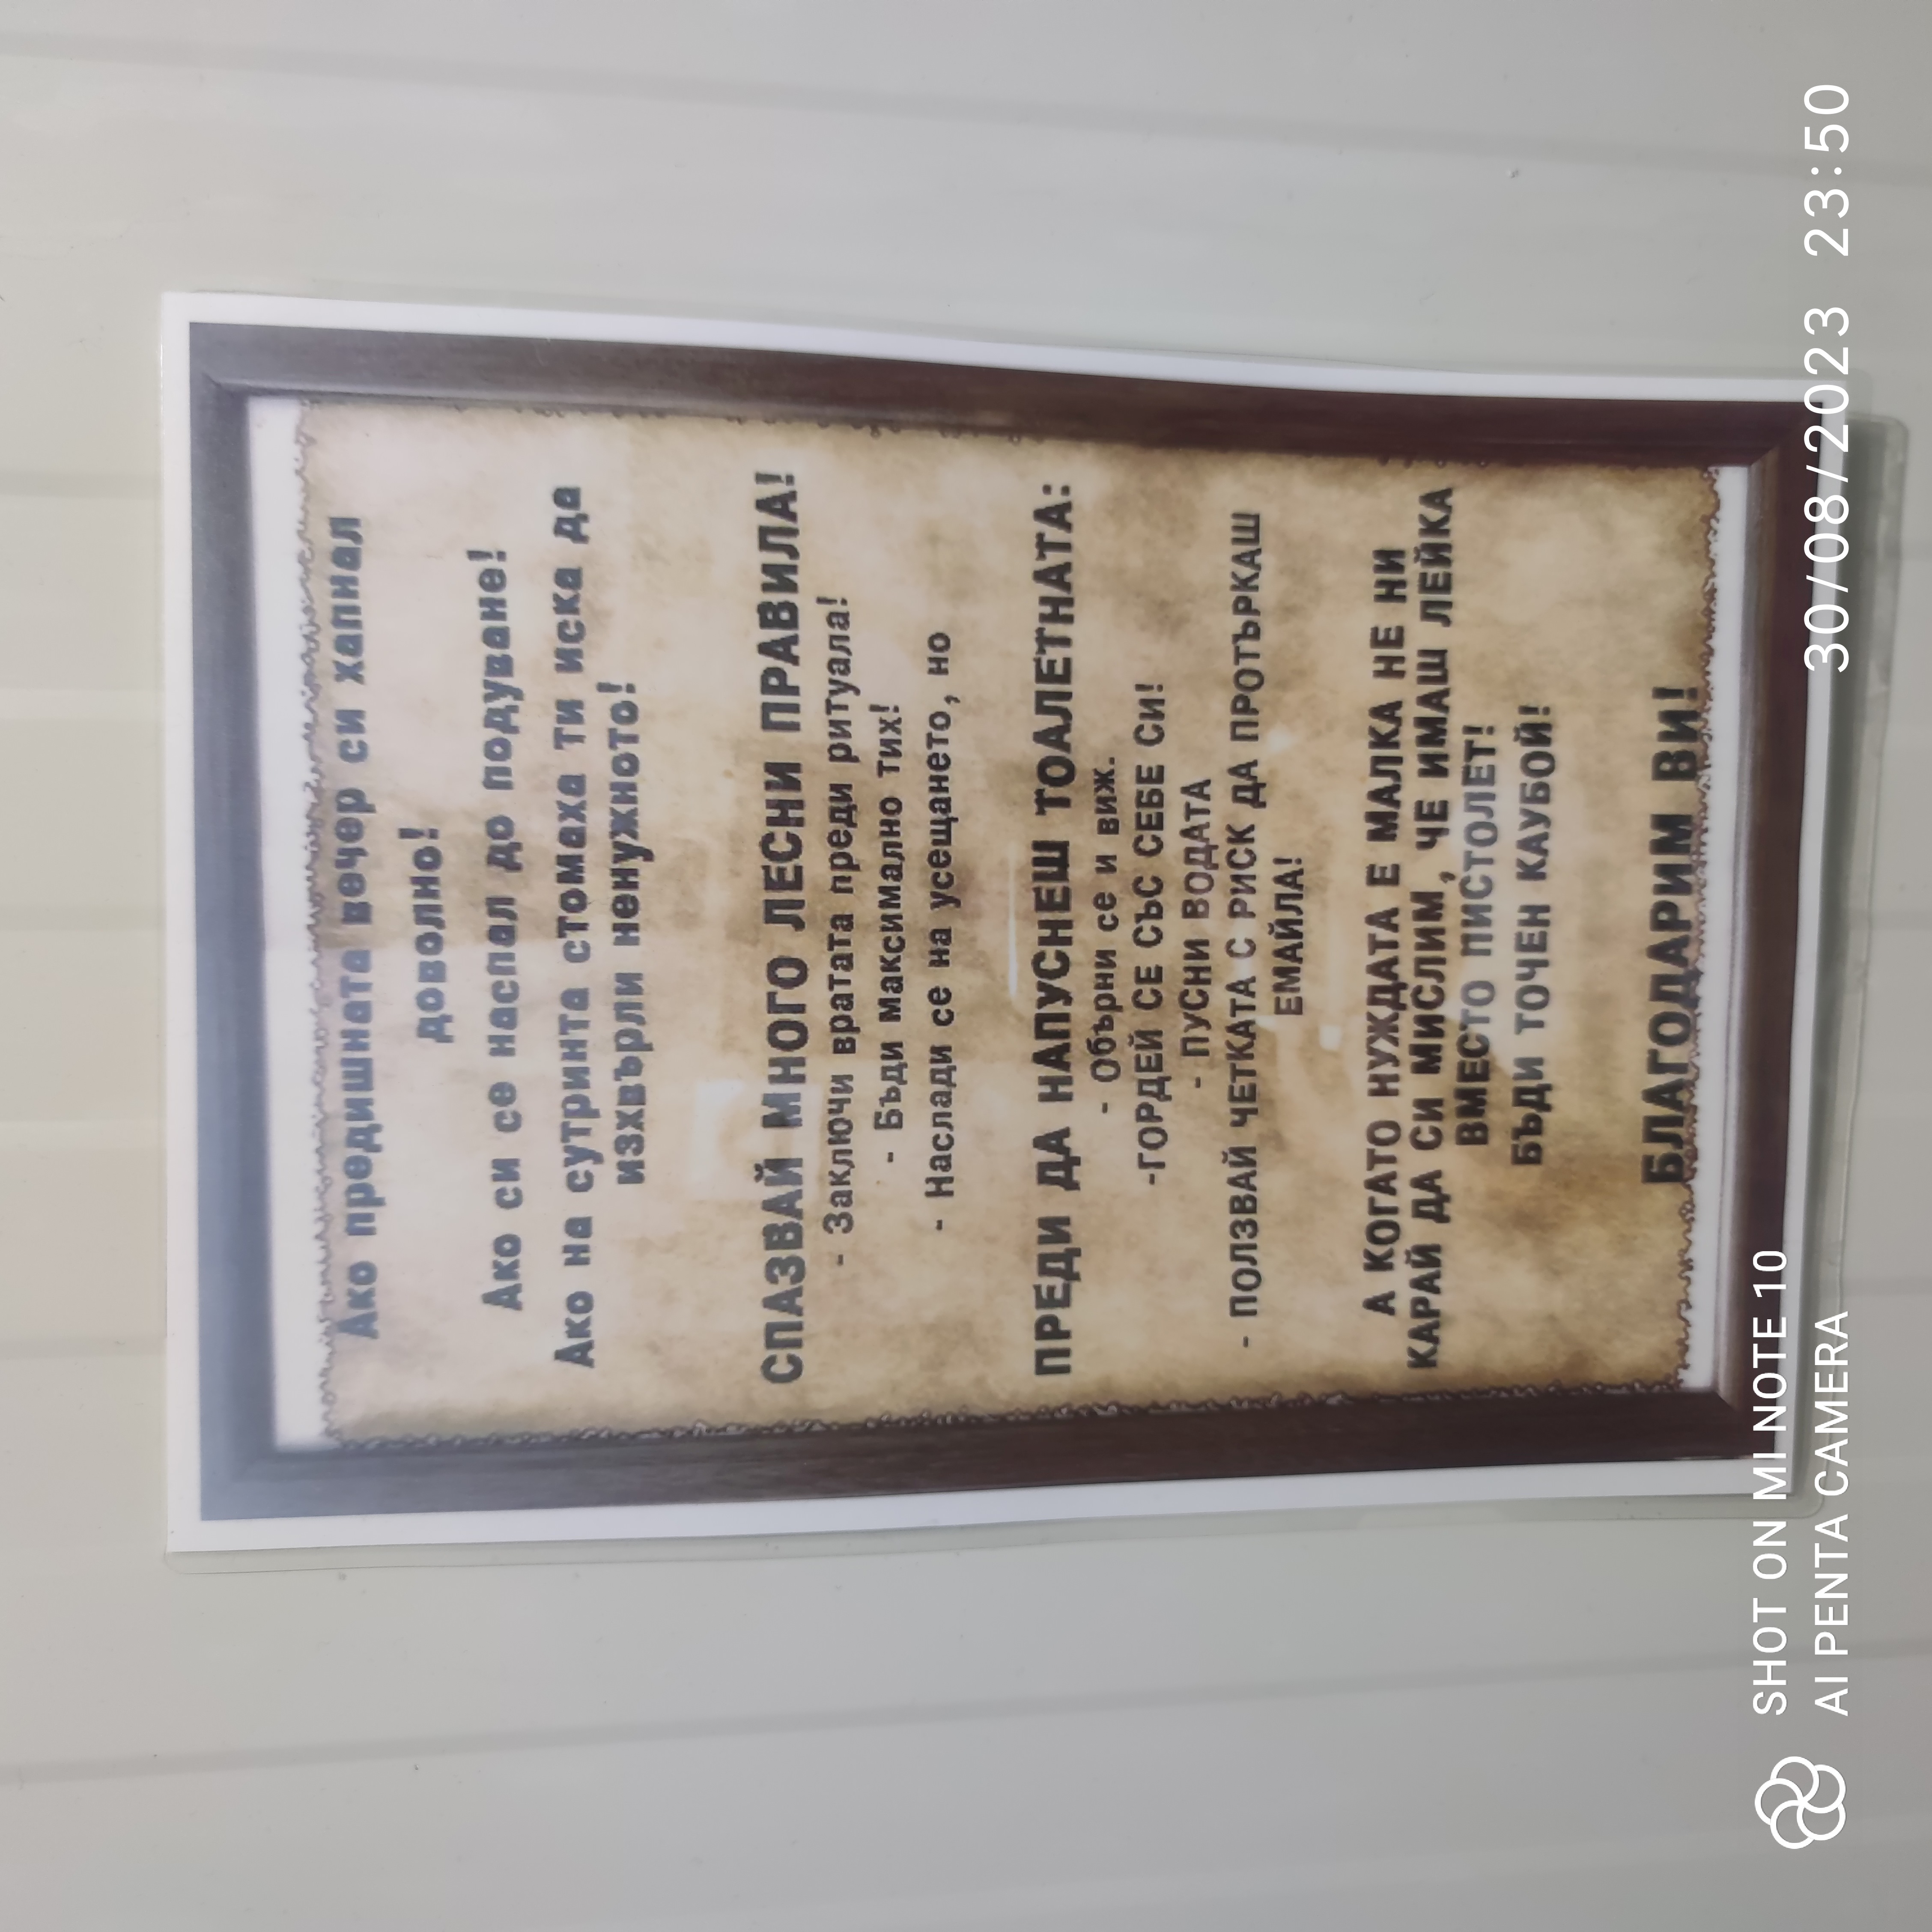 Ако предишната вечер си хапнал
доволно!
Ако си се наспал до подуване!
Ако на сутринта стомаха ти иска да
изхвърли ненужното!
СПАЗВАЙ МНОГО ЛЕСНИ ПРАВИЛА!
- Заключи вратата преди ритуала!
- Бъди максимално тих!
- Наслади се на усещането, но
ПРЕДИ ДА НАПУСНЕШ ТОАЛЕТНАТА:
- Обърни се и виж.
-ГОРДЕЙ СЕ СЪС СЕБЕ СИ!
- ПУСНИ ВОДАТА
- ПОЛЗВАЙ ЧЕТКАТА С РИСК ДА ПРОТЪРКАШ
ЕМАЙЛА!
А КОГАТО НУЖДАТА Е МАЛКА НЕ НИ
КАРАЙ ДА СИ МИСЛИМ, ЧЕ ИМАШ ЛЕЙКА
ВМЕСТО ПИСТОЛЕТ!
БЪДИ ТОЧЕН КАУБОЙ!
БЛАГОДАРИМ ВИ!
SHOT ON MI NOTE 10
AI PENTA CAMERA
30/08/2023 23:50